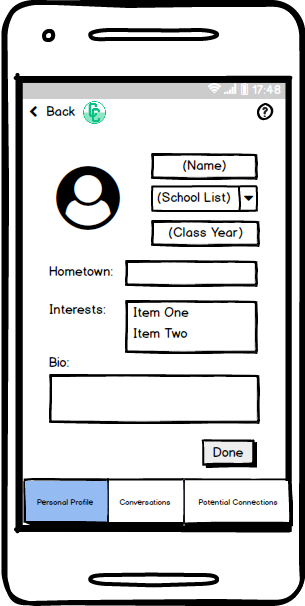 17:48
Back
(Name)
(School List)
(Class Year)
Hometown:
Interests:
Item One
Item Two
Bio:
Done
Personal Profile
Conversations
Potential Connections